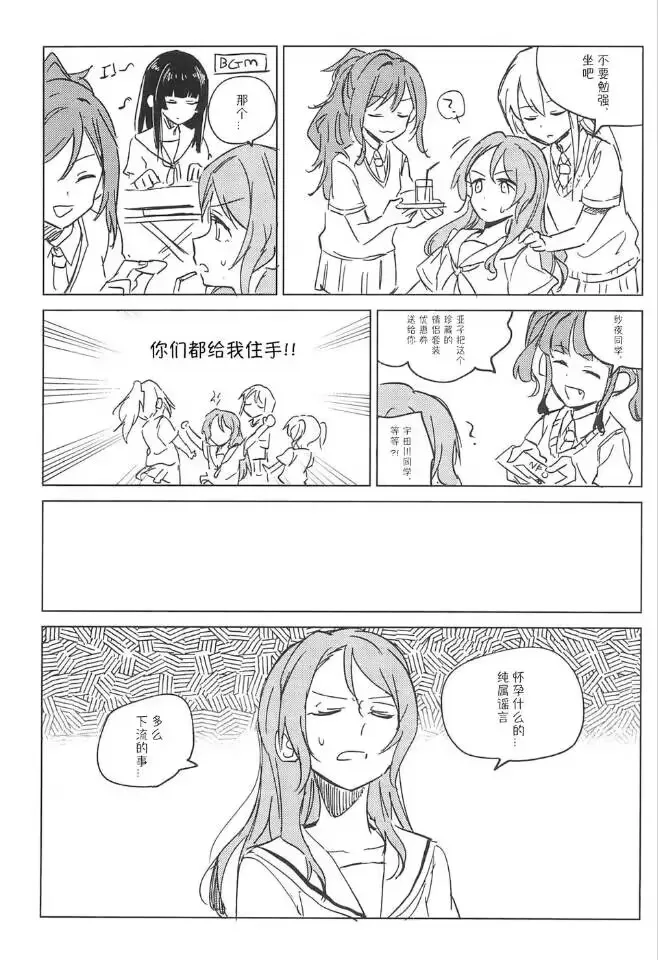 不要勉强,
坐吧
?
BGM
那个…
纱夜同学,
亚子把这个
珍藏的
情侣套装
优惠券
送给你
宇田川同学,
等等?!
你们都给我住手!!
怀孕什么的…
纯属谣言
多么
下流的事…